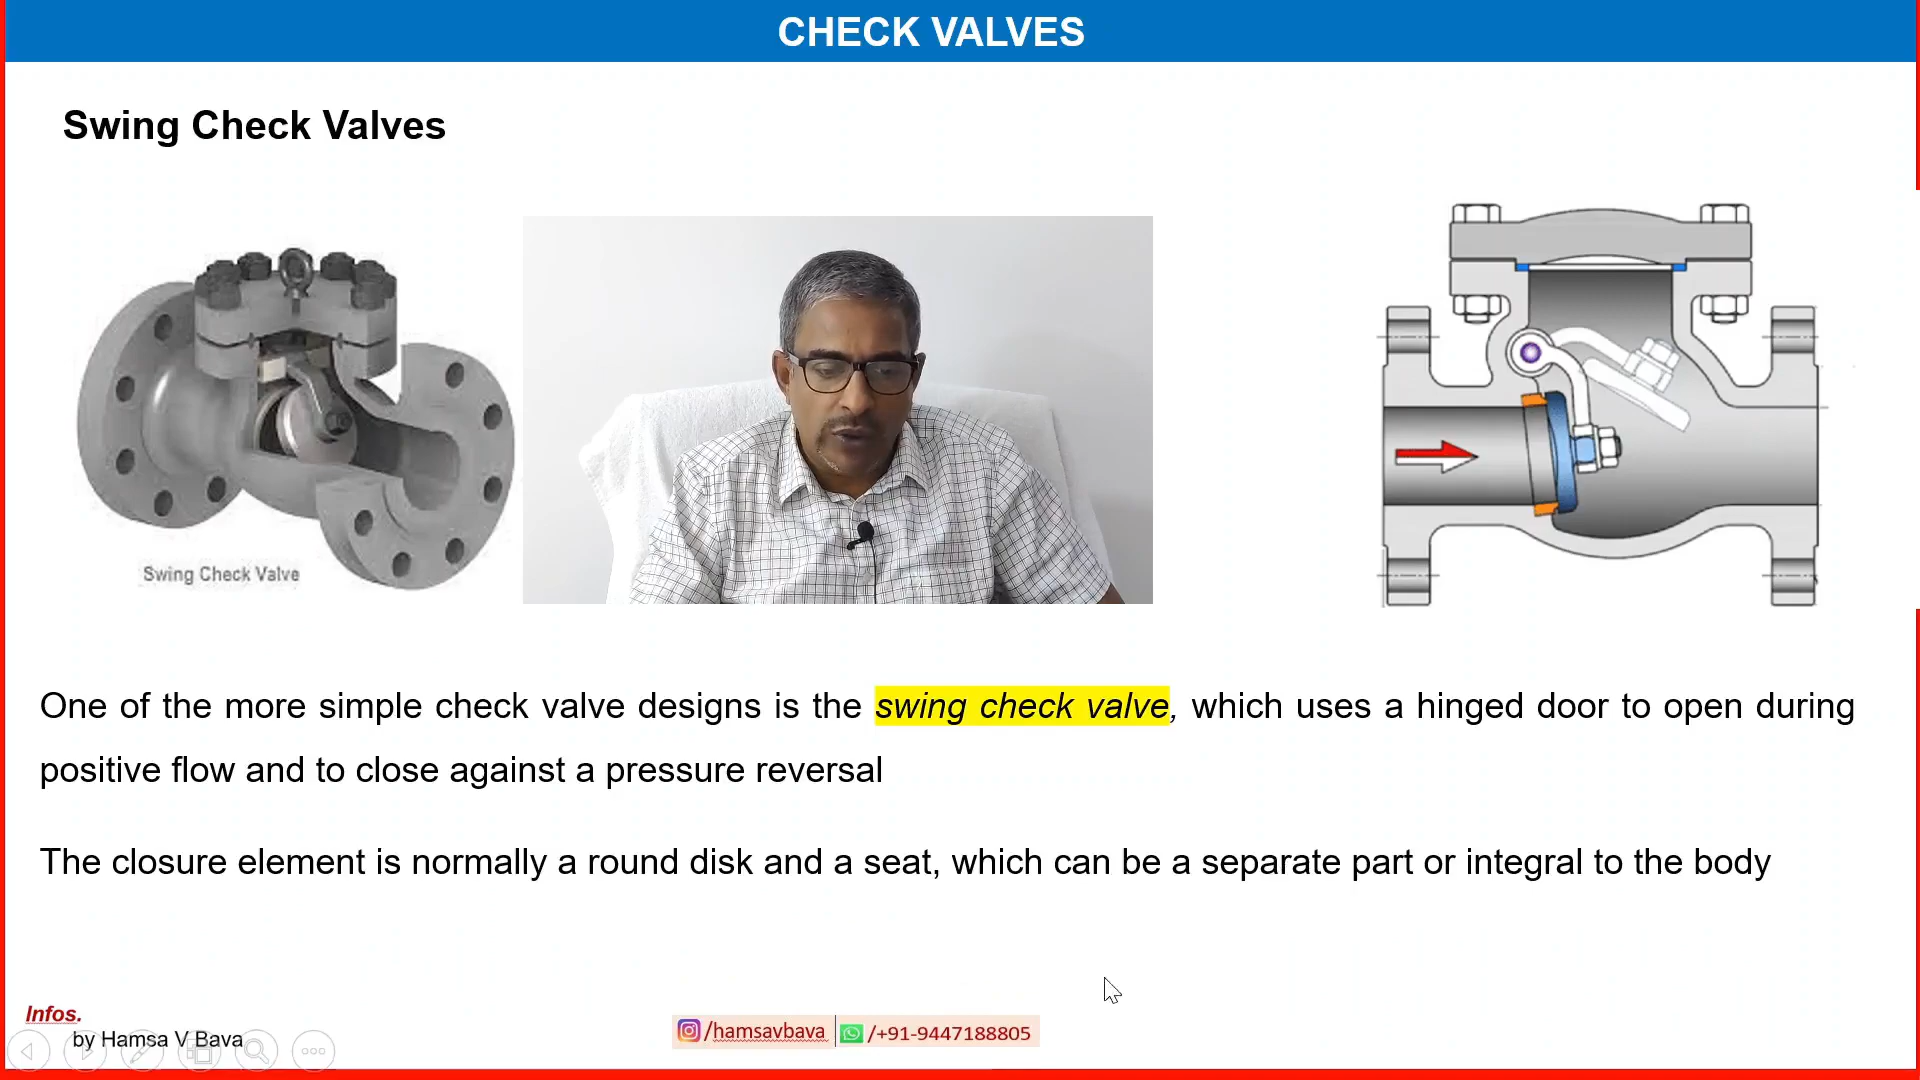 CHECK VALVES
Swing Check Valves
Swing Check Valve
One of the more simple check valve designs is the swing check valve, which uses a hinged door to open during
positive flow and to close against a pressure reversal
The closure element is normally a round disk and a seat, which can be a separate part or integral to the body
Infos.
by Hamsa V Bava
/hamsavbava
/+91-9447188805